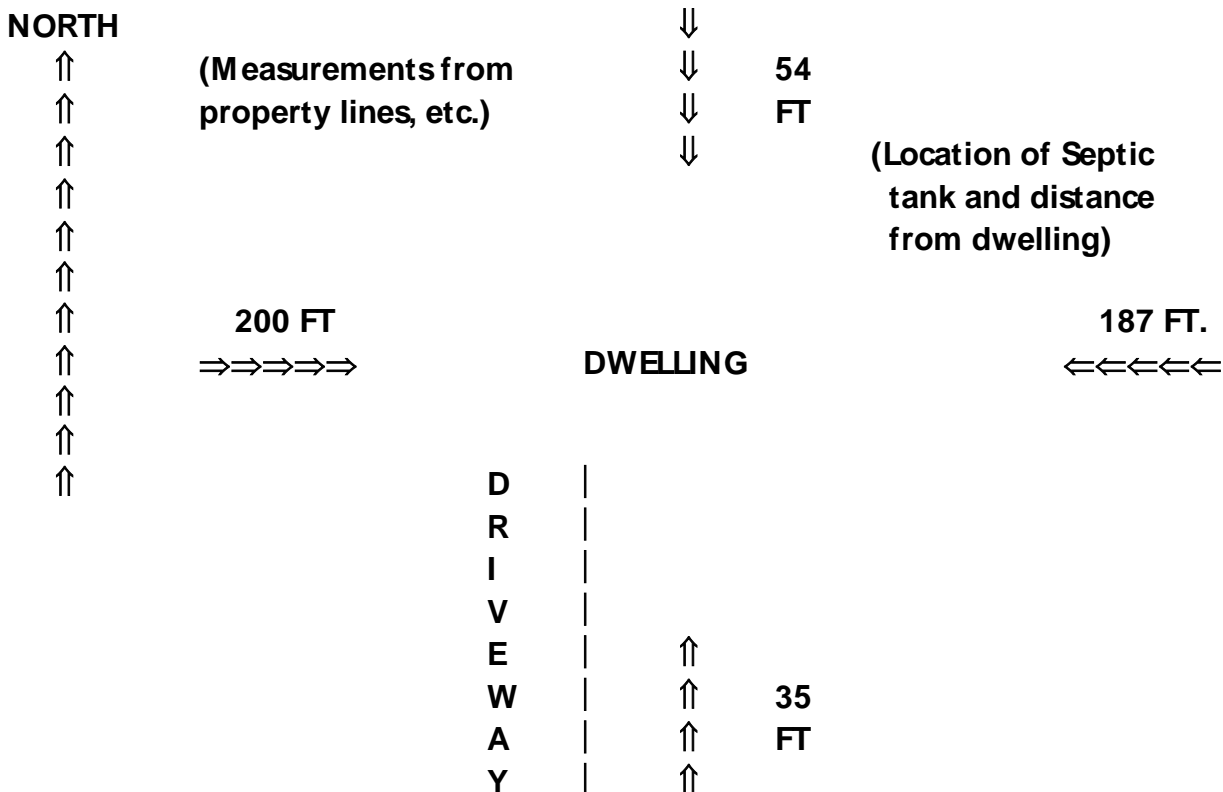 NORTH ⇓
⇑ (Measurements from ⇓ 54
⇑ property lines, etc.) ⇓ FT
⇑ ⇓ (Location of Septic
⇑ tank and distance
⇑ from dwelling)
⇑
⇑ 200 FT 187 FT.
⇑ ⇒⇒⇒⇒⇒ DWELLING ⇐⇐⇐⇐⇐
⇑
⇑
⇑ D |
R |
I |
V |
E | ⇑
W | ⇑ 35
A | ⇑ FT
Y | ⇑